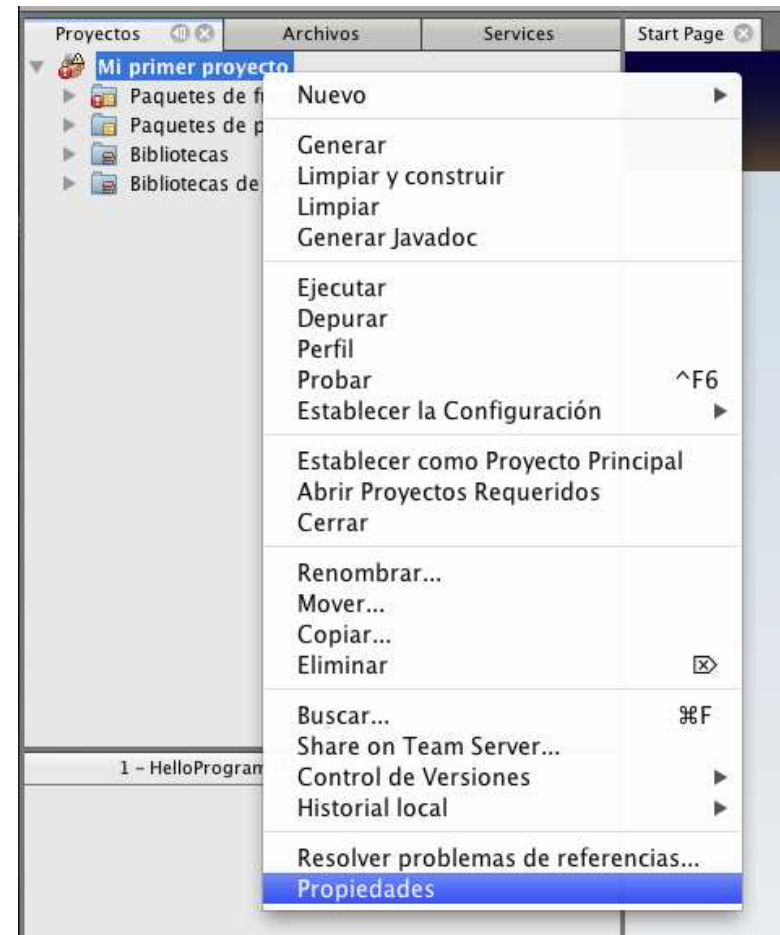 Proyectos Archivos Services Start Page
Mi primer proyecto
Paquetes de f
Paquetes de p
Bibliotecas
Bibliotecas de
Nuevo
Generar
Limpiar y construir
Limpiar
Generar Javadoc
Ejecutar
Depurar
Perfil
Probar ^F6
Establecer la Configuración
Establecer como Proyecto Principal
Abrir Proyectos Requeridos
Cerrar
Renombrar...
Mover...
Copiar...
Eliminar
Buscar... ⌘F
Share on Team Server...
Control de Versiones
Historial local
Resolver problemas de referencias...
Propiedades
1 - HelloProgram